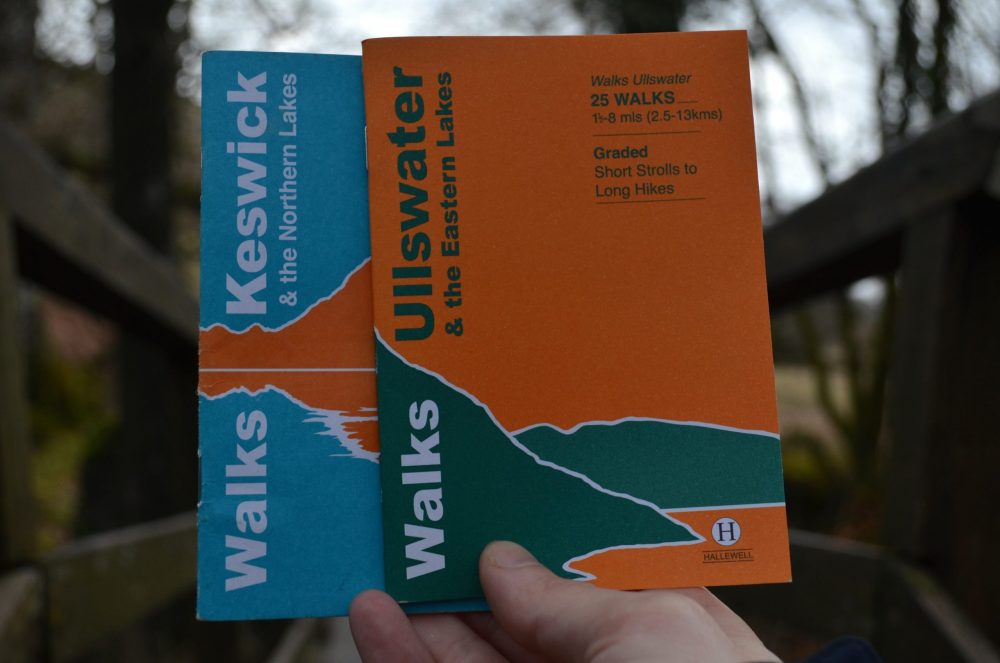 Walks Keswick
& the Northern Lakes
Walks Ullswater
& the Eastern Lakes
Walks Ullswater
25 WALKS
1½-8 mls (2.5-13kms)
Graded
Short Strolls to
Long Hikes
H
HALLEWELL